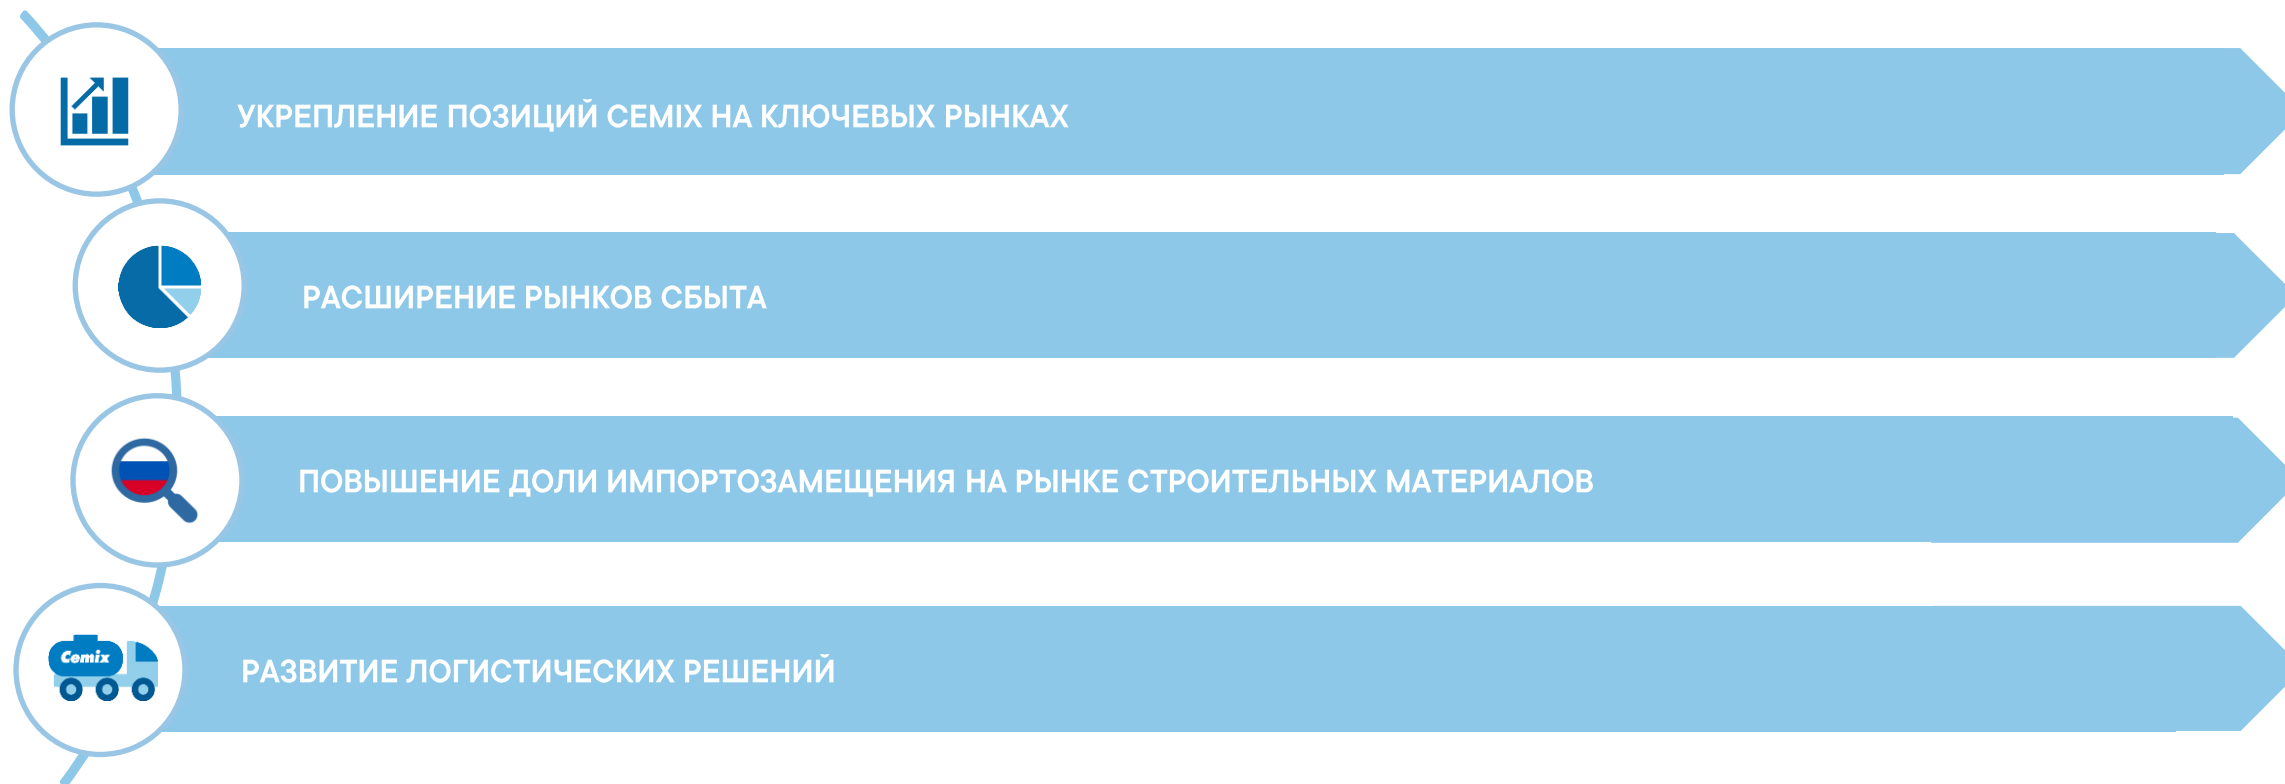 УКРЕПЛЕНИЕ ПОЗИЦИЙ CEMIX НА КЛЮЧЕВЫХ РЫНКАХ
РАСШИРЕНИЕ РЫНКОВ СБЫТА
ПОВЫШЕНИЕ ДОЛИ ИМПОРТОЗАМЕЩЕНИЯ НА РЫНКЕ СТРОИТЕЛЬНЫХ МАТЕРИАЛОВ
Cemix
РАЗВИТИЕ ЛОГИСТИЧЕСКИХ РЕШЕНИЙ